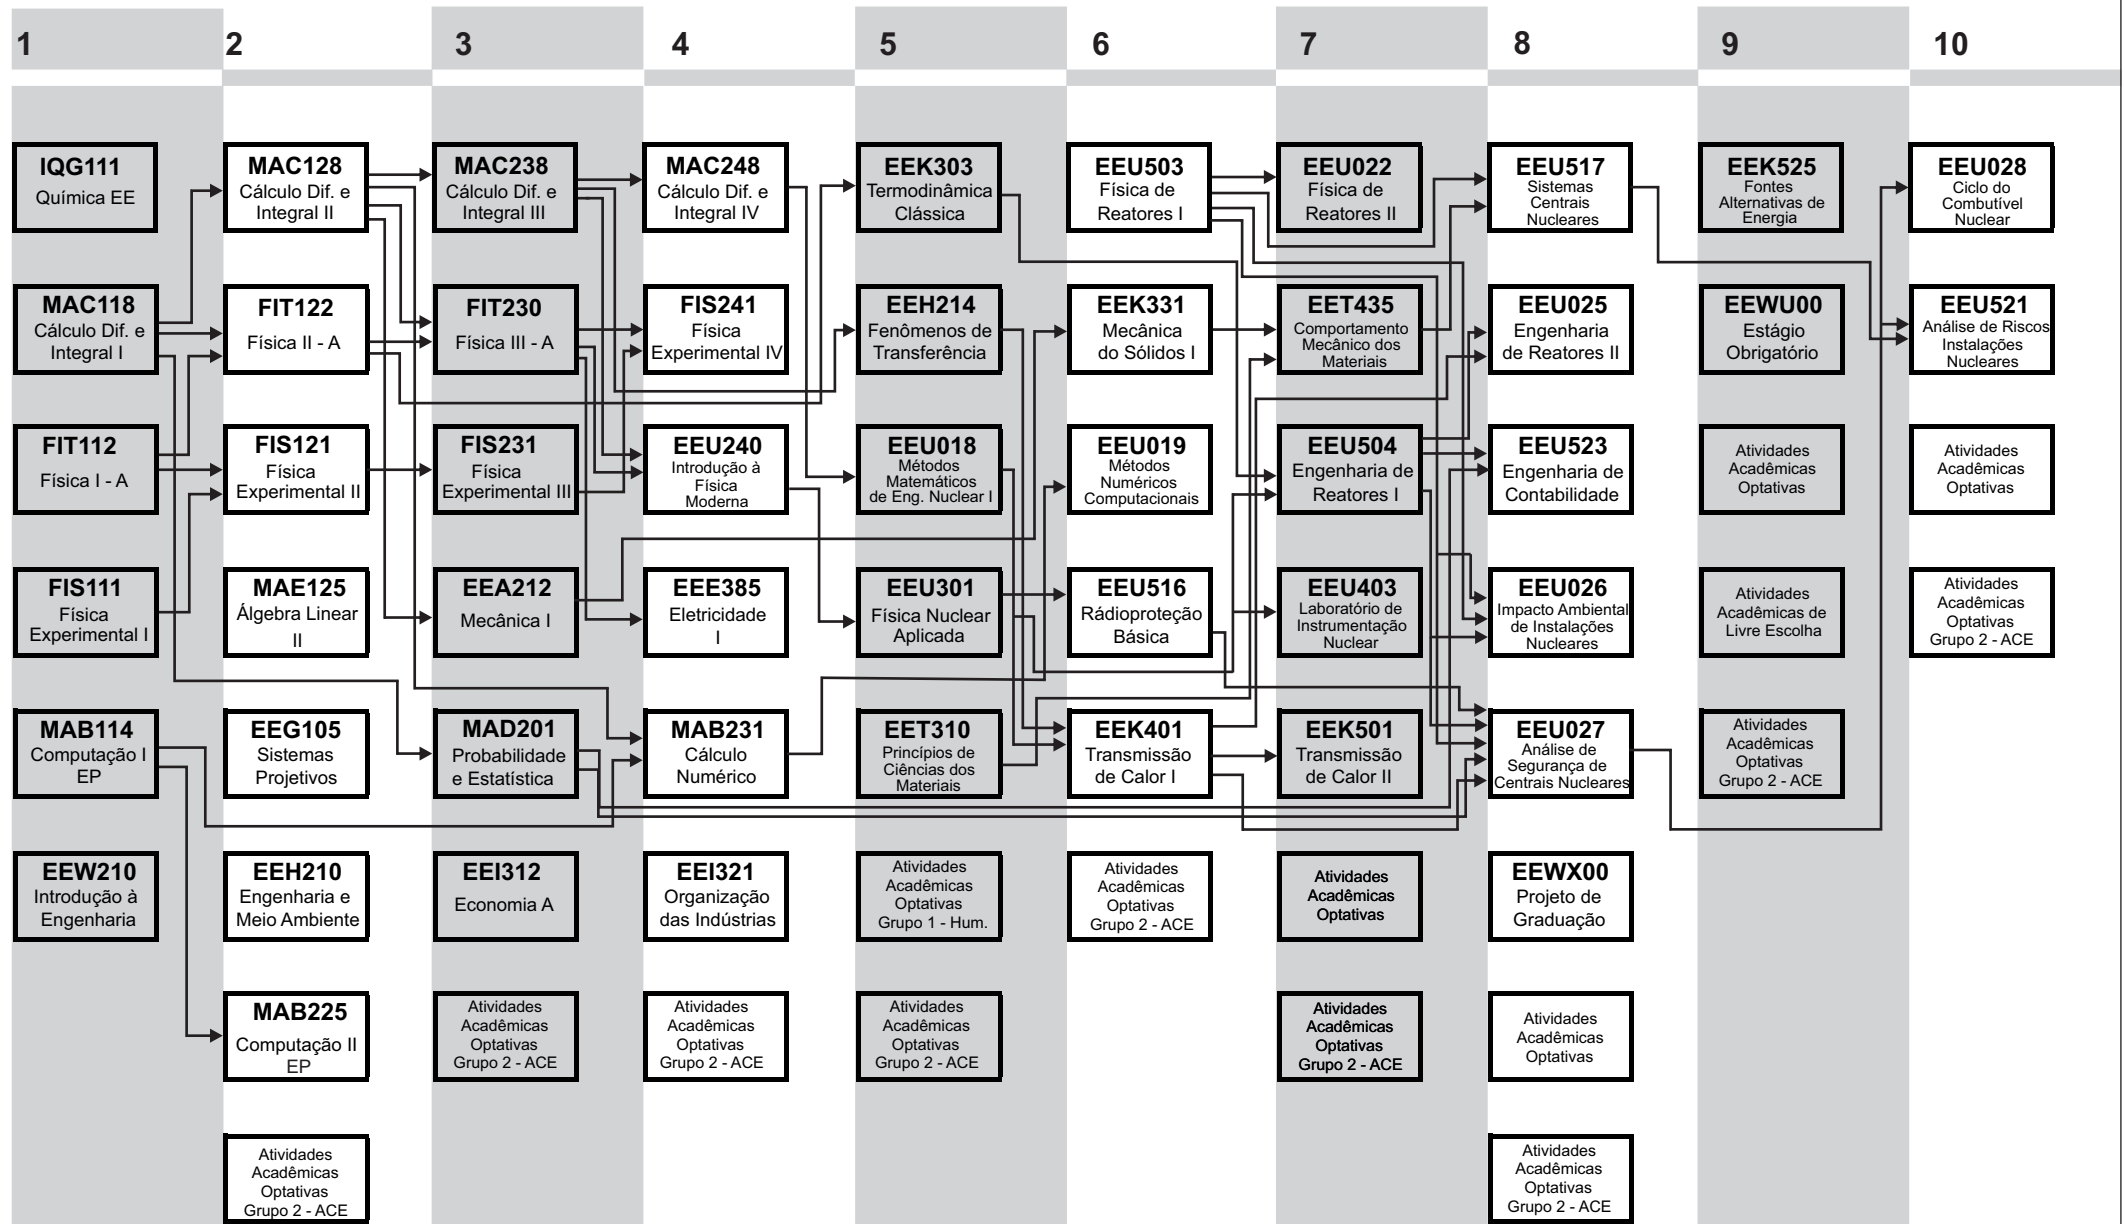 1
2
3
4
5
6
7
8
9
10
IQG111
Química EE
MAC118
Cálculo Dif. e
Integral I
FIT112
Física I - A
FIS111
Física
Experimental I
MAB114
Computação I
EP
EEW210
Introdução à
Engenharia
MAC128
Cálculo Dif. e
Integral II
FIT122
Física II - A
FIS121
Física
Experimental II
MAE125
Álgebra Linear
II
EEG105
Sistemas
Projetivos
EEH210
Engenharia e
Meio Ambiente
MAB225
Computação II
EP
Atividades
Acadêmicas
Optativas
Grupo 2 - ACE
MAC238
Cálculo Dif. e
Integral III
FIT230
Física III - A
FIS231
Física
Experimental III
EEA212
Mecânica I
MAD201
Probabilidade
e Estatística
EEI312
Economia A
Atividades
Acadêmicas
Optativas
Grupo 2 - ACE
MAC248
Cálculo Dif. e
Integral IV
FIS241
Física
Experimental IV
EEU240
Introdução à
Física
Moderna
EEE385
Eletricidade
I
MAB231
Cálculo
Numérico
EEI321
Organização
das Indústrias
Atividades
Acadêmicas
Optativas
Grupo 2 - ACE
EEK303
Termodinâmica
Clássica
EEH214
Fenômenos de
Transferência
EEU018
Métodos
Matemáticos
de Eng. Nuclear I
EEU301
Física Nuclear
Aplicada
EET310
Princípios de
Ciências dos
Materiais
Atividades
Acadêmicas
Optativas
Grupo 1 - Hum.
Atividades
Acadêmicas
Optativas
Grupo 2 - ACE
EEU503
Física de
Reatores I
EEK331
Mecânica
do Sólidos I
EEU019
Métodos
Numéricos
Computacionais
EEU516
Rádioproteção
Básica
EEK401
Transmissão
de Calor I
Atividades
Acadêmicas
Optativas
Grupo 2 - ACE
EEU022
Física de
Reatores II
EET435
Comportamento
Mecânico dos
Materiais
EEU504
Engenharia de
Reatores I
EEU403
Laboratório de
Instrumentação
Nuclear
EEK501
Transmissão
de Calor II
Atividades
Acadêmicas
Optativas
Atividades
Acadêmicas
Optativas
Grupo 2 - ACE
EEU517
Sistemas
Centrais
Nucleares
EEU025
Engenharia
de Reatores II
EEU523
Engenharia de
Contabilidade
EEU026
Impacto Ambiental
de Instalações
Nucleares
EEU027
Análise de
Segurança de
Centrais Nucleares
EEWX00
Projeto de
Graduação
Atividades
Acadêmicas
Optativas
Atividades
Acadêmicas
Optativas
Grupo 2 - ACE
EEK525
Fontes
Alternativas de
Energia
EEWU00
Estágio
Obrigatório
Atividades
Acadêmicas
Optativas
Atividades
Acadêmicas de
Livre Escolha
Atividades
Acadêmicas
Optativas
Grupo 2 - ACE
EEU028
Ciclo do
Combutível
Nuclear
EEU521
Análise de Riscos
Instalações
Nucleares
Atividades
Acadêmicas
Optativas
Atividades
Acadêmicas
Optativas
Grupo 2 - ACE